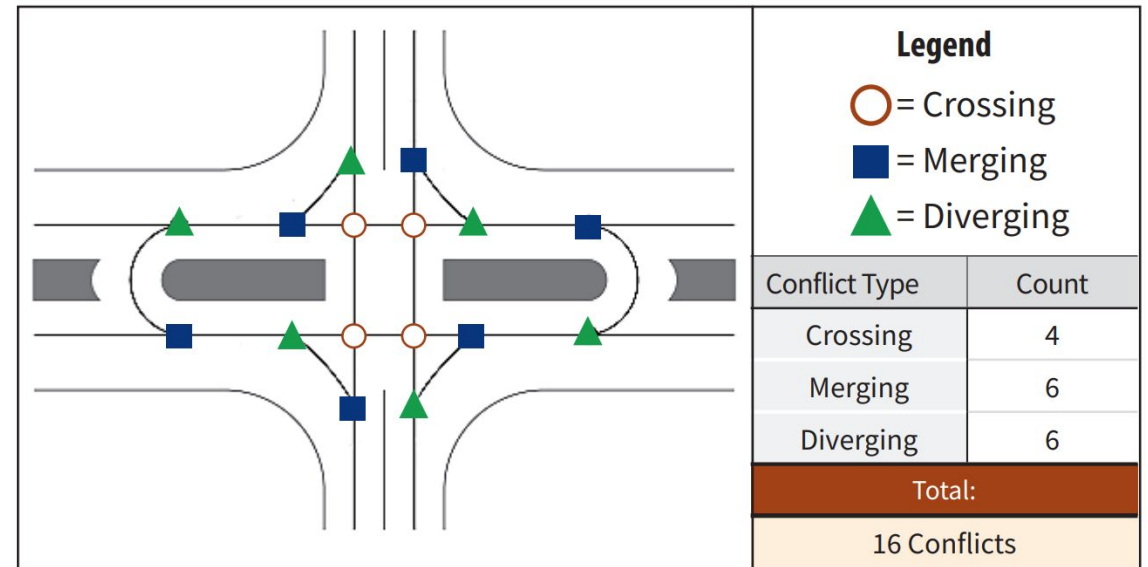 Legend
= Crossing
= Merging
= Diverging
Conflict Type Count
Crossing 4
Merging 6
Diverging 6
Total:
16 Conflicts